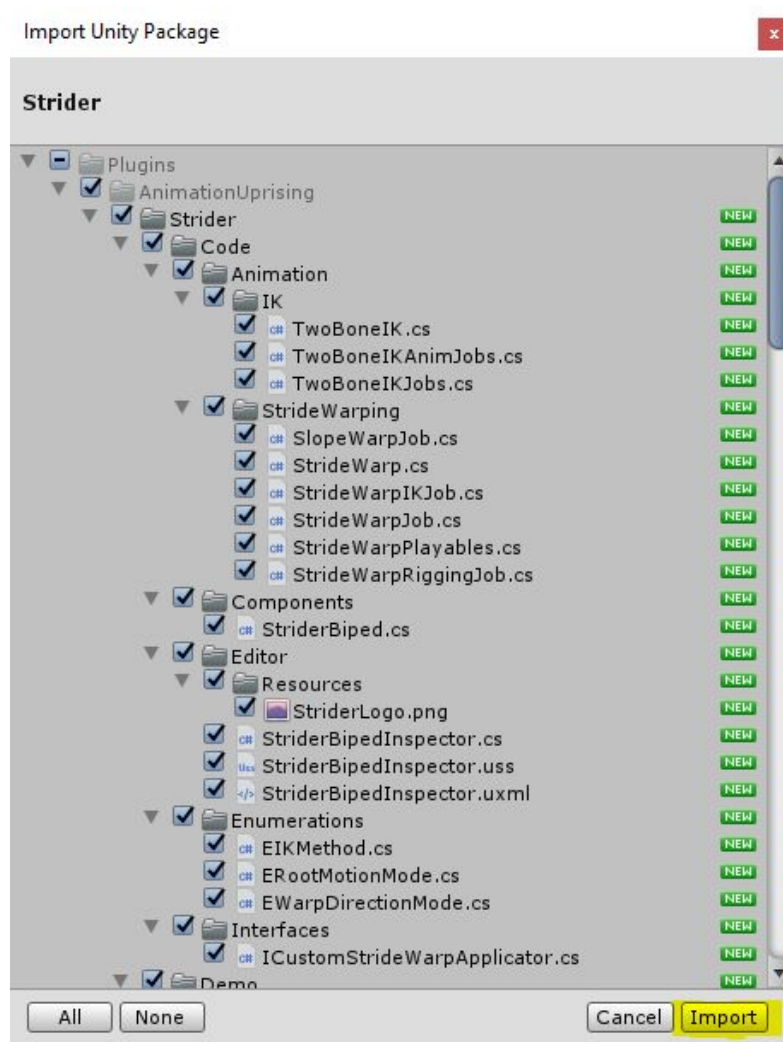 Import Unity Package
x
Strider
Plugins
AnimationUprising
Strider NEW
Code NEW
Animation NEW
IK NEW
c# TwoBoneIK.cs NEW
c# TwoBoneIKAnimJobs.cs NEW
c# TwoBoneIKJobs.cs NEW
StrideWarping NEW
c# SlopeWarpJob.cs NEW
c# StrideWarp.cs NEW
c# StrideWarpIKJob.cs NEW
c# StrideWarpJob.cs NEW
c# StrideWarpPlayables.cs NEW
c# StrideWarpRiggingJob.cs NEW
Components NEW
c# StriderBiped.cs NEW
Editor NEW
Resources NEW
StriderLogo.png NEW
c# StriderBipedInspector.cs NEW
Uss StriderBipedInspector.uss NEW
</> StriderBipedInspector.uxml NEW
Enumerations NEW
c# EIKMethod.cs NEW
c# ERootMotionMode.cs NEW
c# EWarpDirectionMode.cs NEW
Interfaces NEW
c# ICustomStrideWarpApplicator.cs NEW
Demo NEW
All None Cancel Import